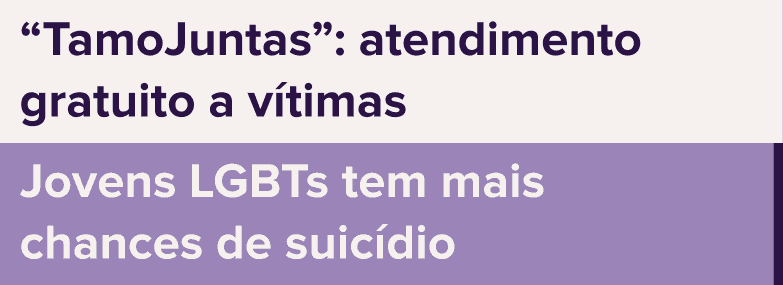 “TamoJuntas”: atendimento
gratuito a vítimas
Jovens LGBTs tem mais
chances de suicídio